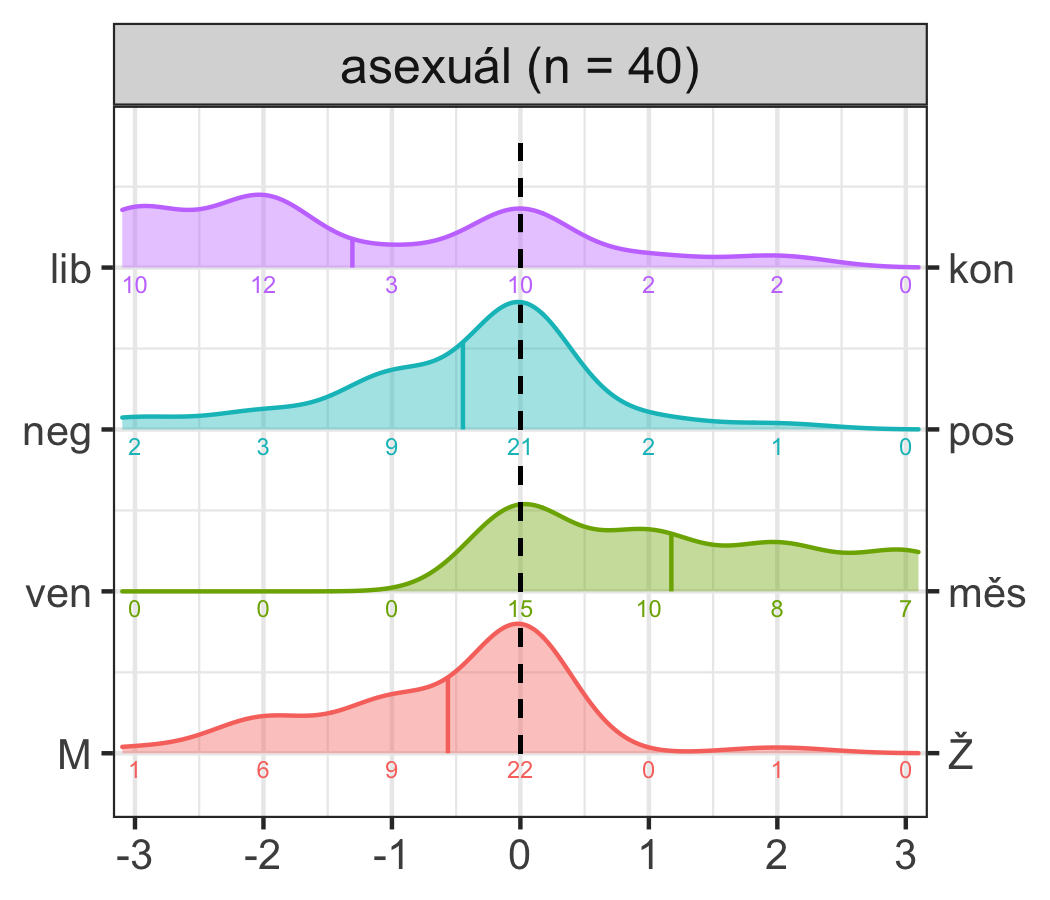 asexuál (n = 40)
lib kon
10 12 3 10 2 2 0
neg pos
2 3 9 21 2 1 0
ven měs
0 0 0 15 10 8 7
M Ž
1 6 9 22 0 1 0
-3 -2 -1 0 1 2 3